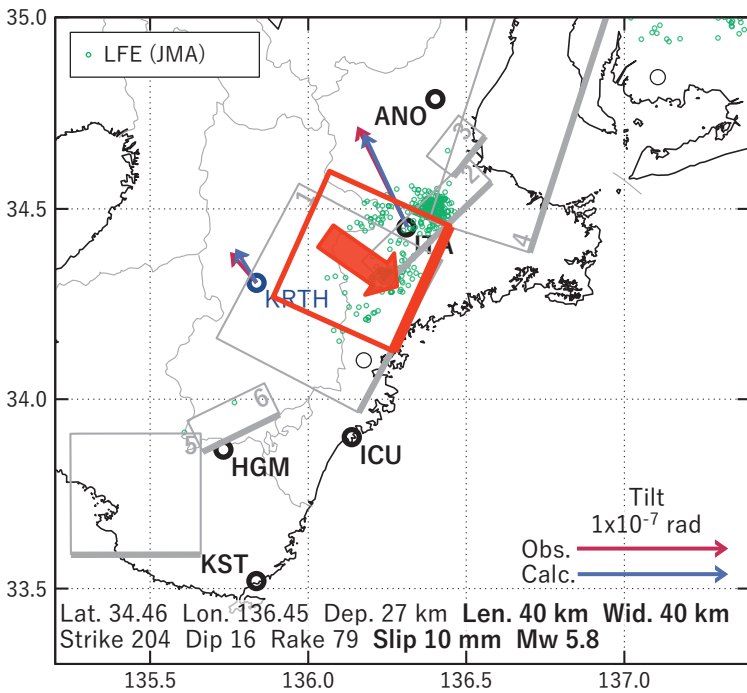 35.0
LFE (JMA)
ANO
3
2
1
34.5
ITA
4
KRTH
34.0
6
5
HGM
ICU
Tilt
1x10⁻⁷ rad
Obs.
Calc.
KST
33.5
Lat. 34.46 Lon. 136.45 Dep. 27 km Len. 40 km Wid. 40 km
Strike 204 Dip 16 Rake 79 Slip 10 mm Mw 5.8
135.5 136.0 136.5 137.0